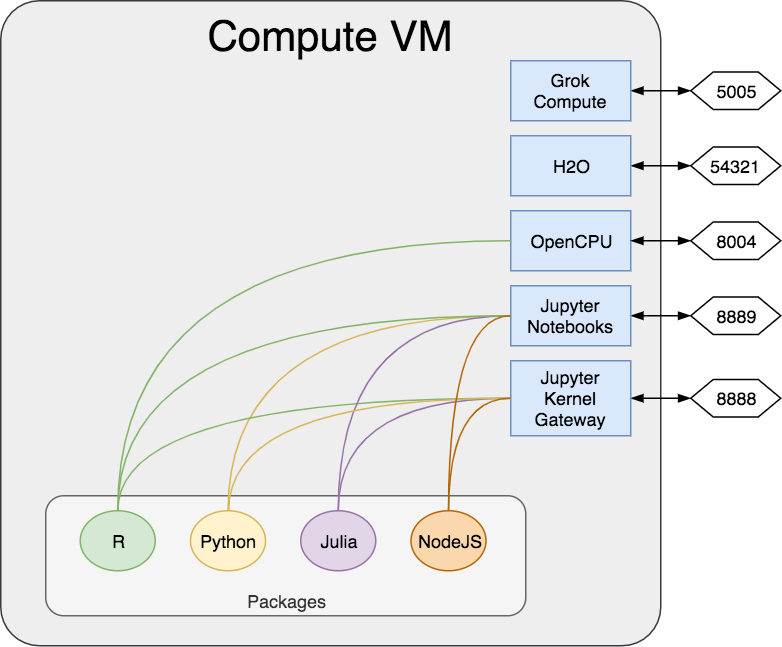 Compute VM
Grok
Compute
5005
H2O
54321
OpenCPU
8004
Jupyter
Notebooks
8889
Jupyter
Kernel
Gateway
8888
R
Python
Julia
NodeJS
Packages